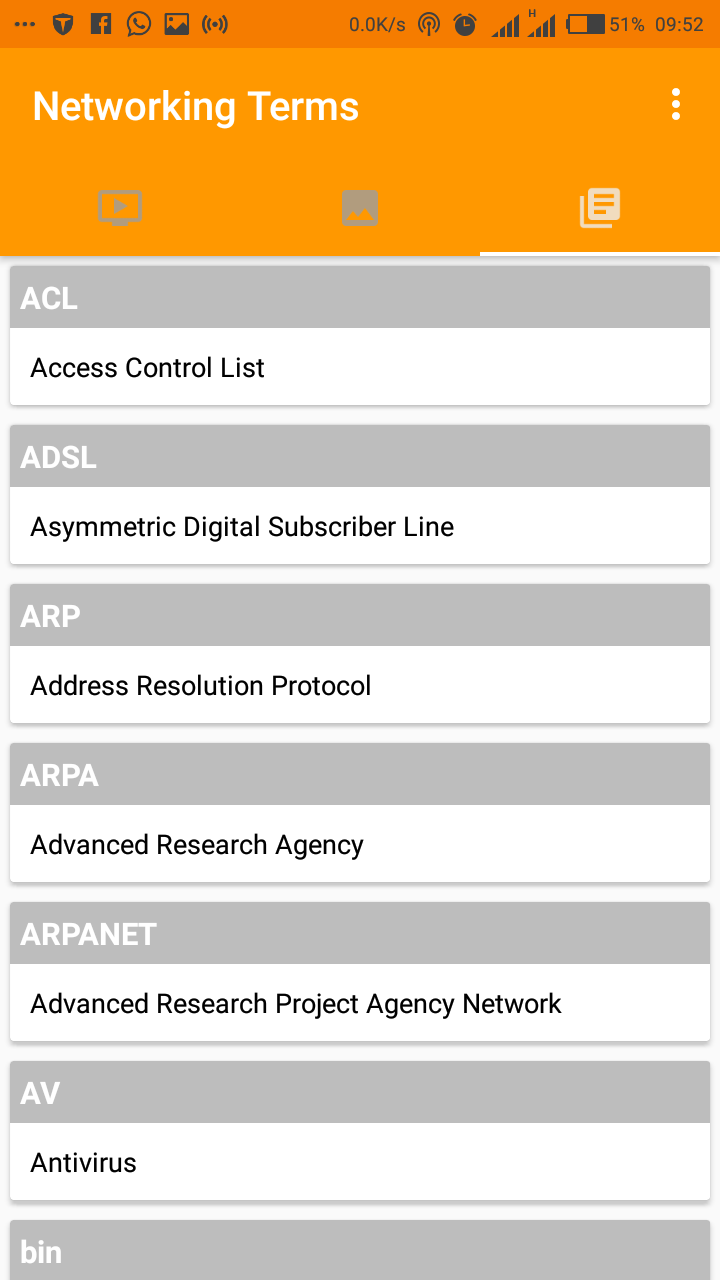 0.0K/s H 51% 09:52
Networking Terms
ACL
Access Control List
ADSL
Asymmetric Digital Subscriber Line
ARP
Address Resolution Protocol
ARPA
Advanced Research Agency
ARPANET
Advanced Research Project Agency Network
AV
Antivirus
bin